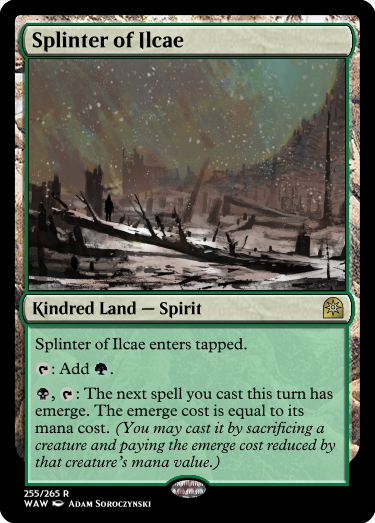 Splinter of Ilcae
Kindred Land — Spirit
Splinter of Ilcae enters tapped.
: Add .
, : The next spell you cast this turn has
emerge. The emerge cost is equal to its
mana cost. (You may cast it by sacrificing a
creature and paying the emerge cost reduced by
that creature's mana value.)
255/265 R
WAW Adam Soroczynski